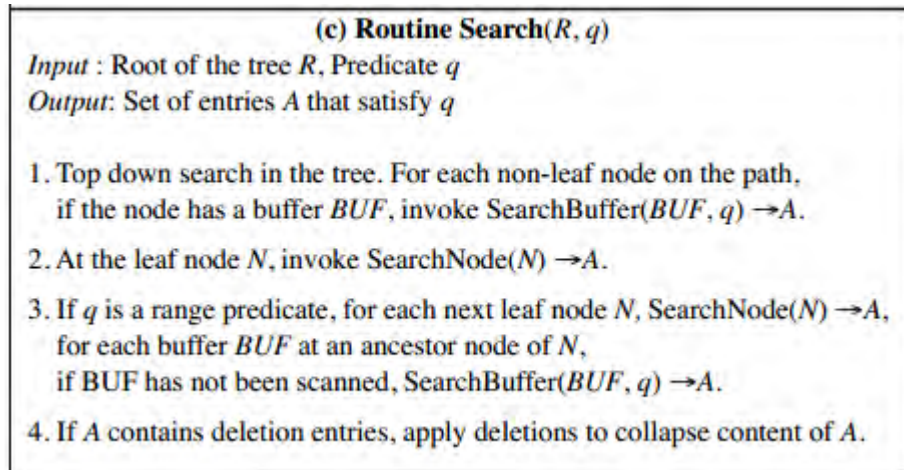 (c) Routine Search(R, q)
Input : Root of the tree R, Predicate q
Output: Set of entries A that satisfy q
1. Top down search in the tree. For each non-leaf node on the path,
if the node has a buffer BUF, invoke SearchBuffer(BUF, q) →A.
2. At the leaf node N, invoke SearchNode(N) →A.
3. If q is a range predicate, for each next leaf node N, SearchNode(N) →A,
for each buffer BUF at an ancestor node of N,
if BUF has not been scanned, SearchBuffer(BUF, q) →A.
4. If A contains deletion entries, apply deletions to collapse content of A.